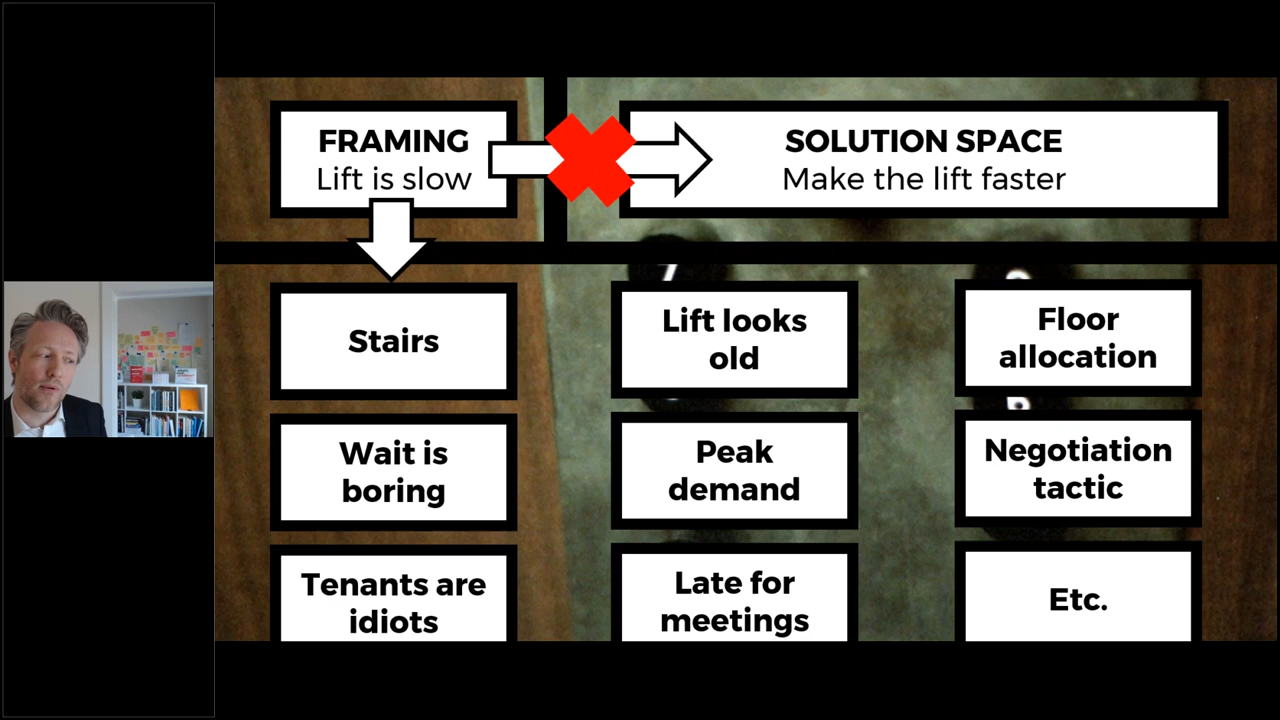 FRAMING
Lift is slow
SOLUTION SPACE
Make the lift faster
Stairs
Lift looks
old
Floor
allocation
Wait is
boring
Peak
demand
Negotiation
tactic
Tenants are
idiots
Late for
meetings
Etc.